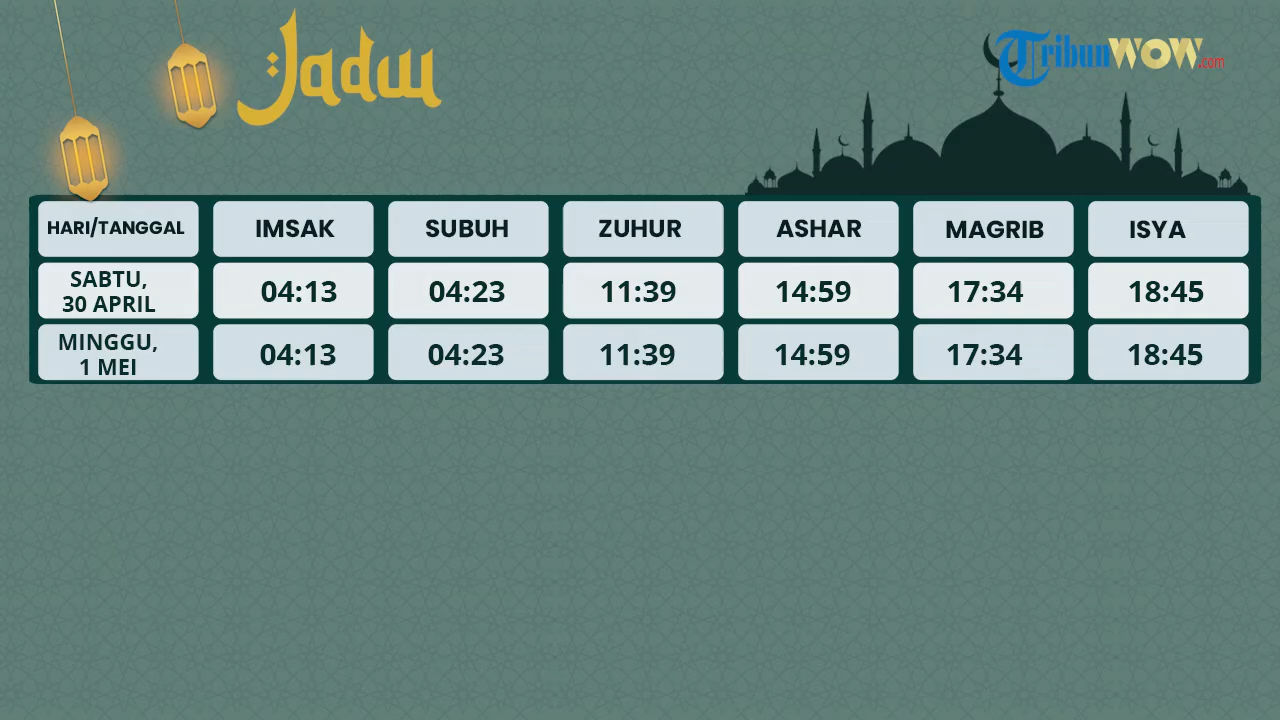 Jadw
TribunWOW.com
HARI/TANGGAL IMSAK SUBUH ZUHUR ASHAR MAGRIB ISYA
SABTU,
30 APRIL 04:13 04:23 11:39 14:59 17:34 18:45
MINGGU,
1 MEI 04:13 04:23 11:39 14:59 17:34 18:45